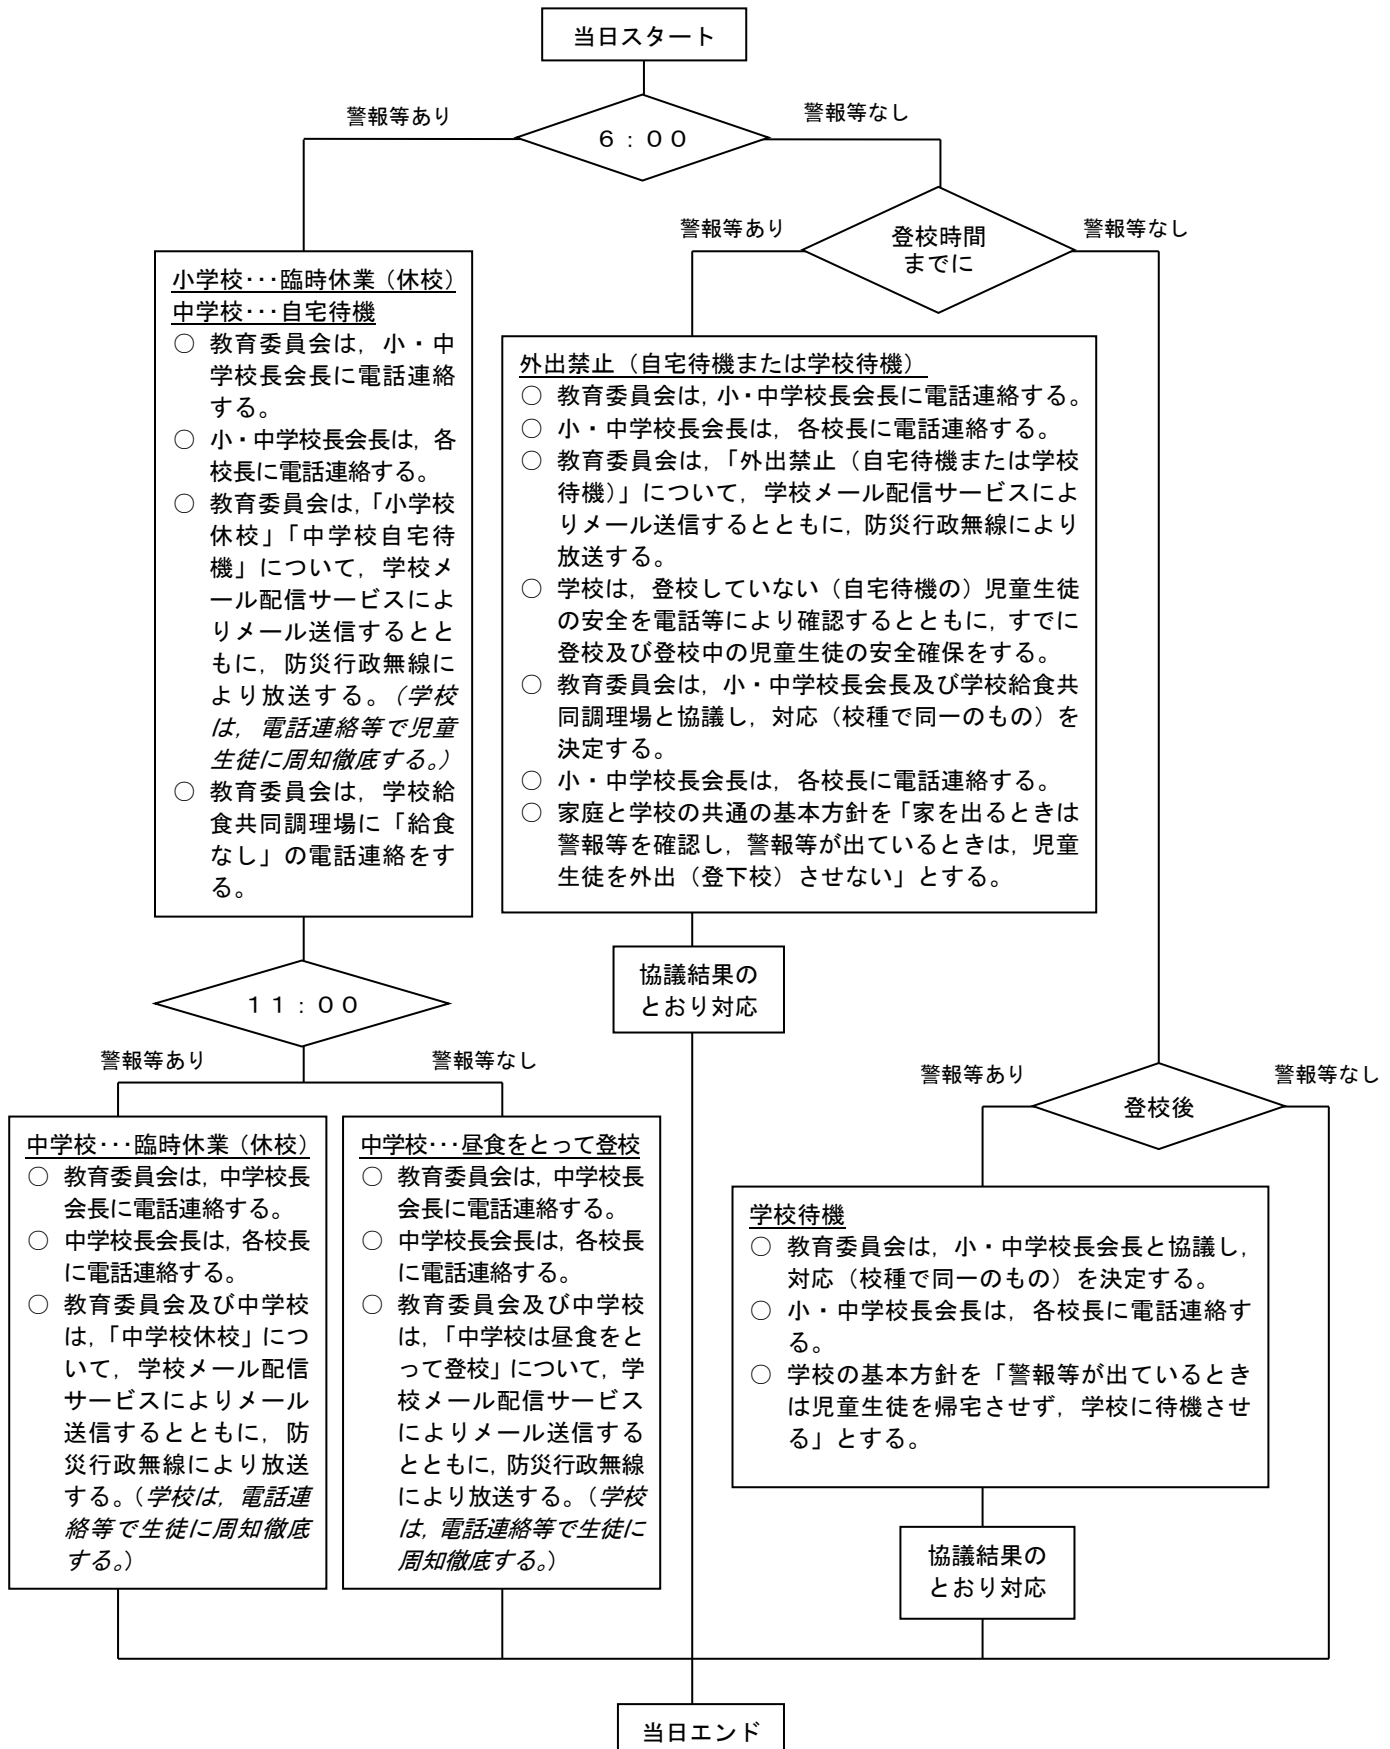 当日スタート
警報等あり
6：００
警報等なし
警報等あり
登校時間
までに
警報等なし
小学校･･･臨時休業（休校）
中学校･･･自宅待機
○ 教育委員会は，小・中
学校長会長に電話連絡
する。
○ 小・中学校長会長は，各
校長に電話連絡する。
○ 教育委員会は，「小学校
休校」「中学校自宅待
機」について，学校メ
ール配信サービスによ
りメール送信するとと
もに，防災行政無線に
より放送する。（学校
は，電話連絡等で児童
生徒に周知徹底する。）
○ 教育委員会は，学校給
食共同調理場に「給食
なし」の電話連絡をす
る。
外出禁止（自宅待機または学校待機）
○ 教育委員会は，小・中学校長会長に電話連絡する。
○ 小・中学校長会長は，各校長に電話連絡する。
○ 教育委員会は，「外出禁止（自宅待機または学校
待機）」について，学校メール配信サービスによ
りメール送信するとともに，防災行政無線により
放送する。
○ 学校は，登校していない（自宅待機の）児童生徒
の安全を電話等により確認するとともに，すでに
登校及び登校中の児童生徒の安全確保をする。
○ 教育委員会は，小・中学校長会長及び学校給食共
同調理場と協議し，対応（校種で同一のもの）を
決定する。
○ 小・中学校長会長は，各校長に電話連絡する。
○ 家庭と学校の共通の基本方針を「家を出るときは
警報等を確認し，警報等が出ているときは，児童
生徒を外出（登下校）させない」とする。
協議結果の
とおり対応
１１：００
警報等あり
警報等なし
中学校･･･臨時休業（休校）
○ 教育委員会は，中学校長
会長に電話連絡する。
○ 中学校長会長は，各校長
に電話連絡する。
○ 教育委員会及び中学校
は，「中学校休校」につ
いて，学校メール配信
サービスによりメール
送信するとともに，防
災行政無線により放送
する。（学校は，電話連
絡等で生徒に周知徹底
する。）
中学校･･･昼食をとって登校
○ 教育委員会は，中学校長
会長に電話連絡する。
○ 中学校長会長は，各校長
に電話連絡する。
○ 教育委員会及び中学校
は，「中学校は昼食をと
って登校」について，学
校メール配信サービス
によりメール送信する
とともに，防災行政無線
により放送する。（学校
は，電話連絡等で生徒に
周知徹底する。）
警報等あり
登校後
警報等なし
学校待機
○ 教育委員会は，小・中学校長会長と協議し，
対応（校種で同一のもの）を決定する。
○ 小・中学校長会長は，各校長に電話連絡す
る。
○ 学校の基本方針を「警報等が出ているとき
は児童生徒を帰宅させず，学校に待機させ
る」とする。
協議結果の
とおり対応
当日エンド